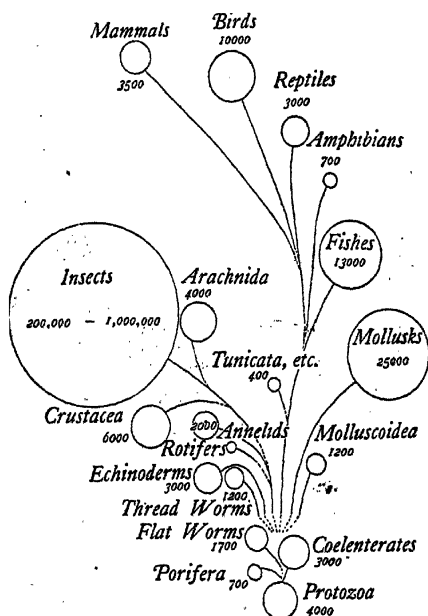 Mammals
3500
Birds
10000
Reptiles
3000
Amphibians
700
Fishes
13000
Insects
200,000 – 1,000,000
Arachnida
4000
Tunicata, etc.
400
Mollusks
25000
Crustacea
6000
2000 Annelids
Rotifers
Molluscoidea
1200
Echinoderms
3000
1200
Thread Worms
Flat Worms
1700
Coelenterates
3000
Porifera
700
Protozoa
4000